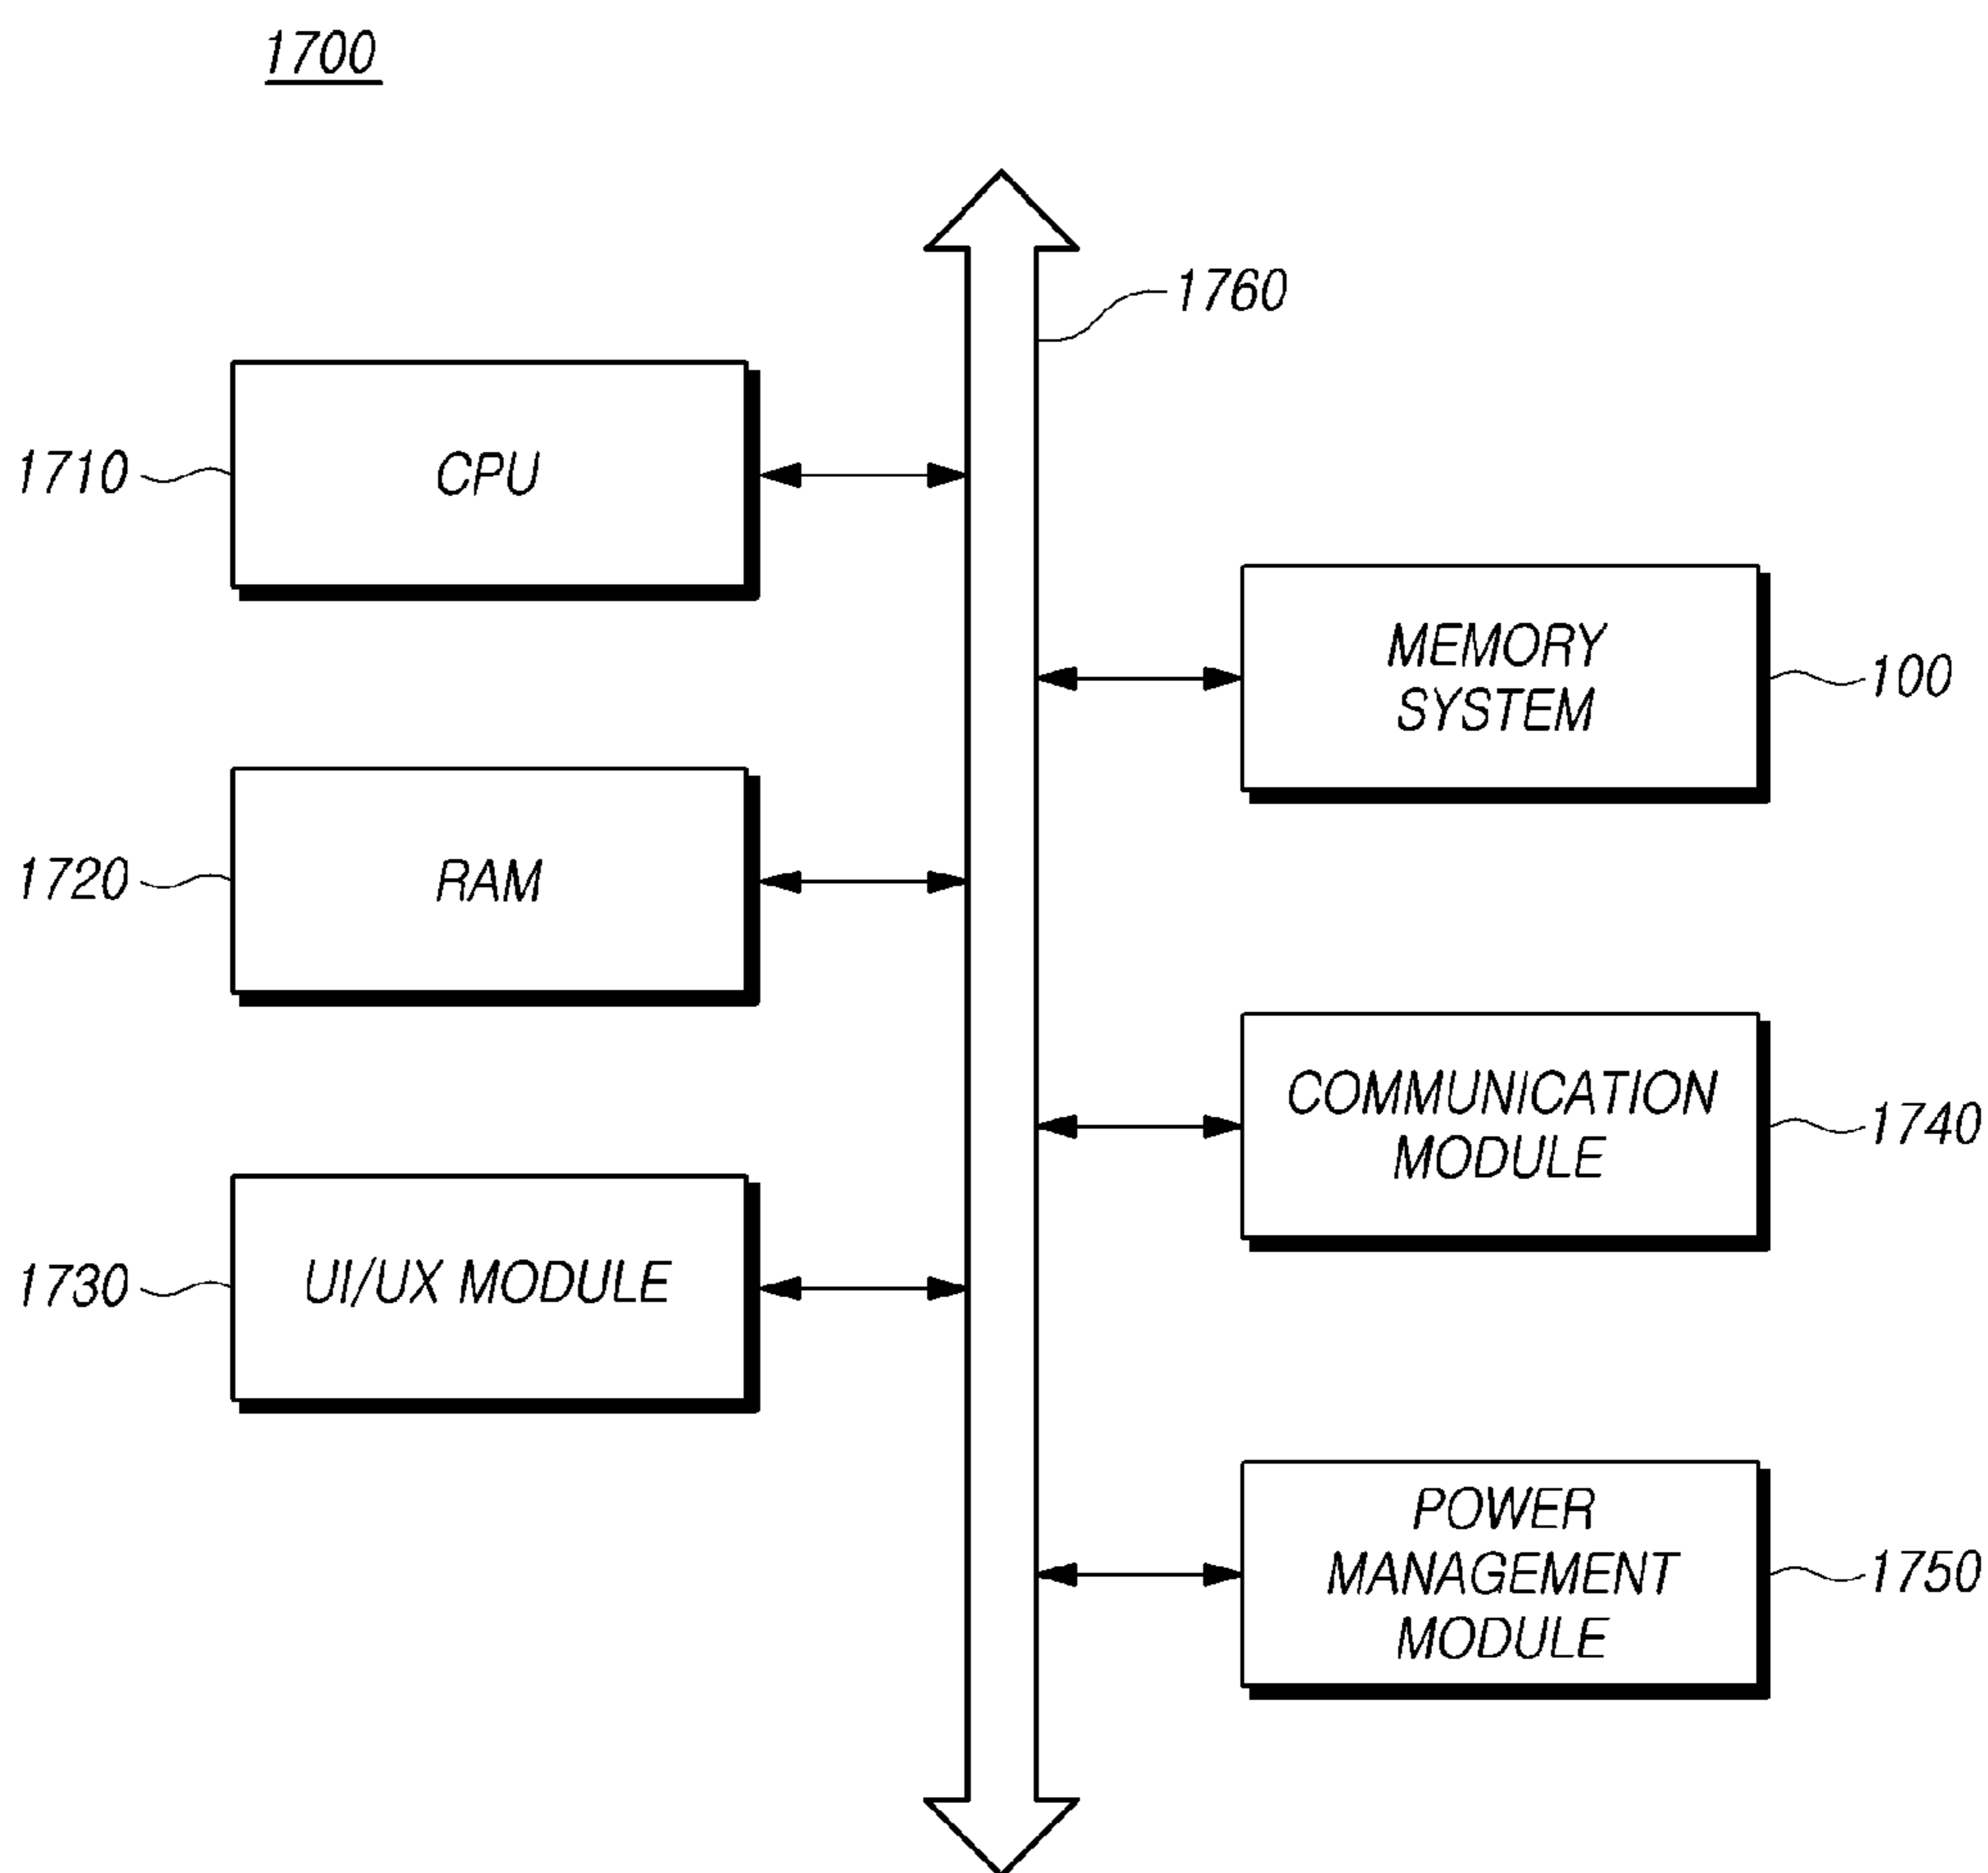 1700
1760
1710
CPU
MEMORY
SYSTEM
100
1720
RAM
COMMUNICATION
MODULE
1740
1730
UI/UX MODULE
POWER
MANAGEMENT
MODULE
1750